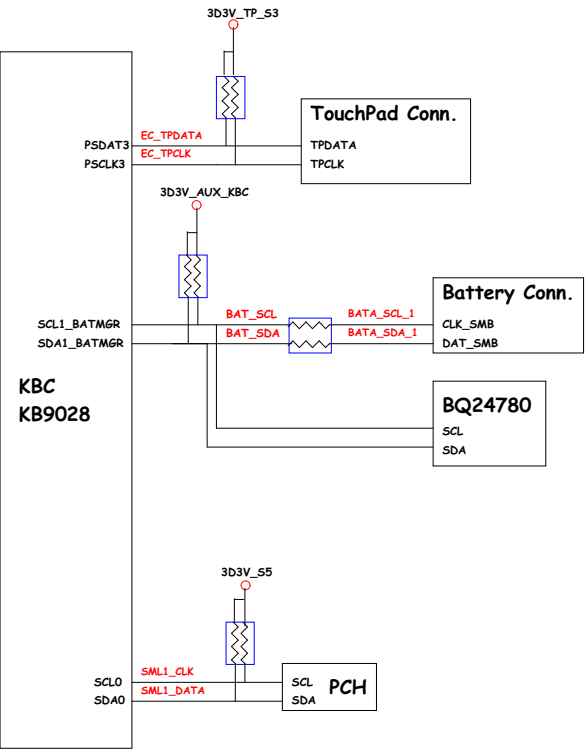 3D3V_TP_S3
TouchPad Conn.
PSDAT3 EC_TPDATA TPDATA
PSCLK3 EC_TPCLK TPCLK
3D3V_AUX_KBC
Battery Conn.
SCL1_BATMGR BAT_SCL BATA_SCL_1 CLK_SMB
SDA1_BATMGR BAT_SDA BATA_SDA_1 DAT_SMB
KBC
KB9028
BQ24780
SCL
SDA
3D3V_S5
SCL0 SML1_CLK SCL PCH
SDA0 SML1_DATA SDA